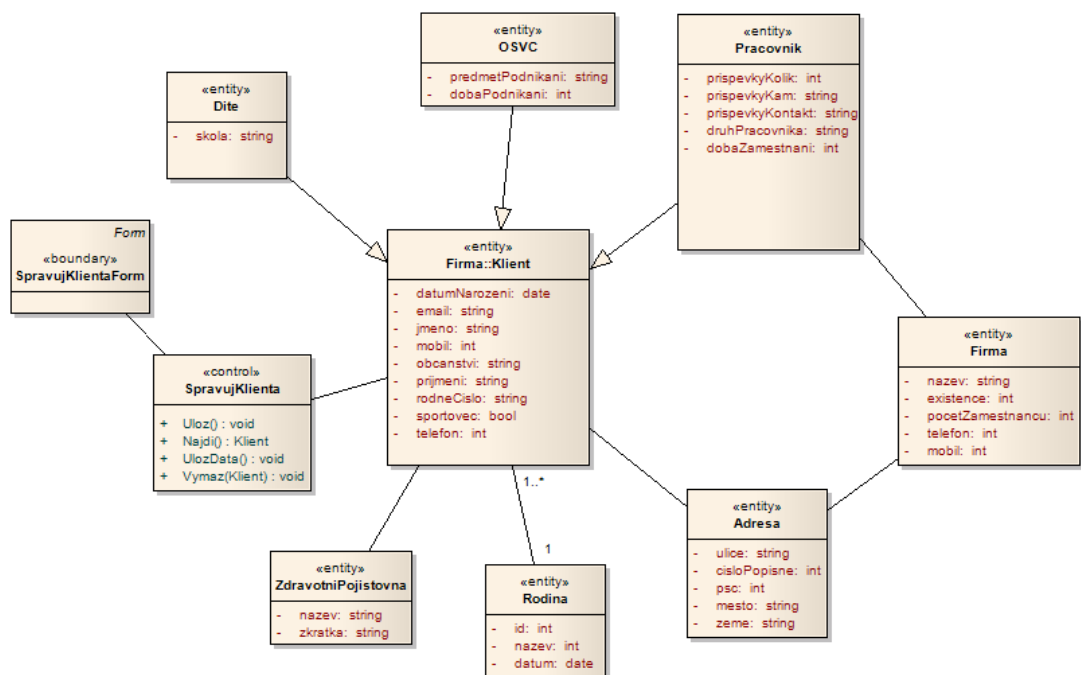 «entity»
OSVC
- predmetPodnikani: string
- dobaPodnikani: int
«entity»
Pracovnik
- prispevkyKolik: int
- prispevkyKam: string
- prispevkyKontakt: string
- druhPracovnika: string
- dobaZamestnani: int
«entity»
Dite
- skola: string
Form
«boundary»
SpravujKlientaForm
«entity»
Firma::Klient
- datumNarozeni: date
- email: string
- jmeno: string
- mobil: int
- obcanstvi: string
- prijmeni: string
- rodneCislo: string
- sportovec: bool
- telefon: int
«control»
SpravujKlienta
+ Uloz() : void
+ Najdi() : Klient
+ UlozData() : void
+ Vymaz(Klient) : void
«entity»
Firma
- nazev: string
- existence: int
- pocetZamestnancu: int
- telefon: int
- mobil: int
1..*
1
«entity»
Adresa
- ulice: string
- cisloPopisne: int
- psc: int
- mesto: string
- zeme: string
«entity»
ZdravotniPojistovna
- nazev: string
- zkratka: string
«entity»
Rodina
- id: int
- nazev: int
- datum: date